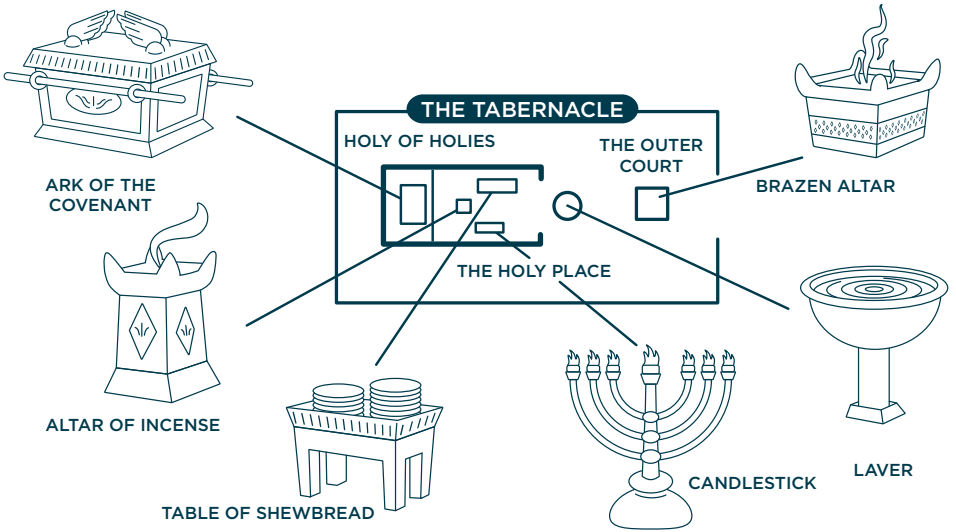 THE TABERNACLE
HOLY OF HOLIES
THE OUTER
COURT
BRAZEN ALTAR
ARK OF THE
COVENANT
THE HOLY PLACE
ALTAR OF INCENSE
LAVER
CANDLESTICK
TABLE OF SHEWBREAD